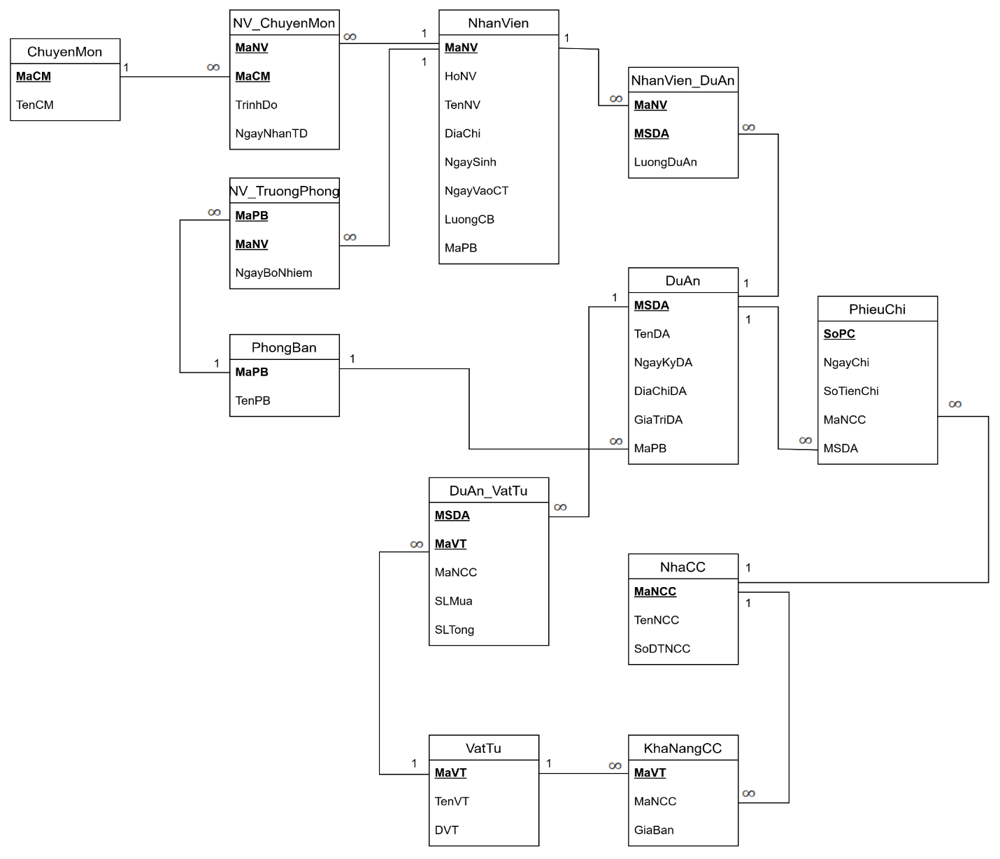 ChuyenMon
MaCM
TenCM
1
∞
NV_ChuyenMon
MaNV
MaCM
TrinhDo
NgayNhanTD
∞
1
1
NhanVien
MaNV
HoNV
TenNV
DiaChi
NgaySinh
NgayVaoCT
LuongCB
MaPB
1
∞
NhanVien_DuAn
MaNV
MSDA
LuongDuAn
∞
NV_TruongPhong
MaPB
MaNV
NgayBoNhiem
∞
∞
PhongBan
MaPB
TenPB
1
1
DuAn
MSDA
TenDA
NgayKyDA
DiaChiDA
GiaTriDA
MaPB
1
1
1
∞
∞
PhieuChi
SoPC
NgayChi
SoTienChi
MaNCC
MSDA
∞
DuAn_VatTu
MSDA
MaVT
MaNCC
SLMua
SLTong
∞
∞
NhaCC
MaNCC
TenNCC
SoDTNCC
1
1
VatTu
MaVT
TenVT
DVT
1
1
∞
KhaNangCC
MaVT
MaNCC
GiaBan
∞